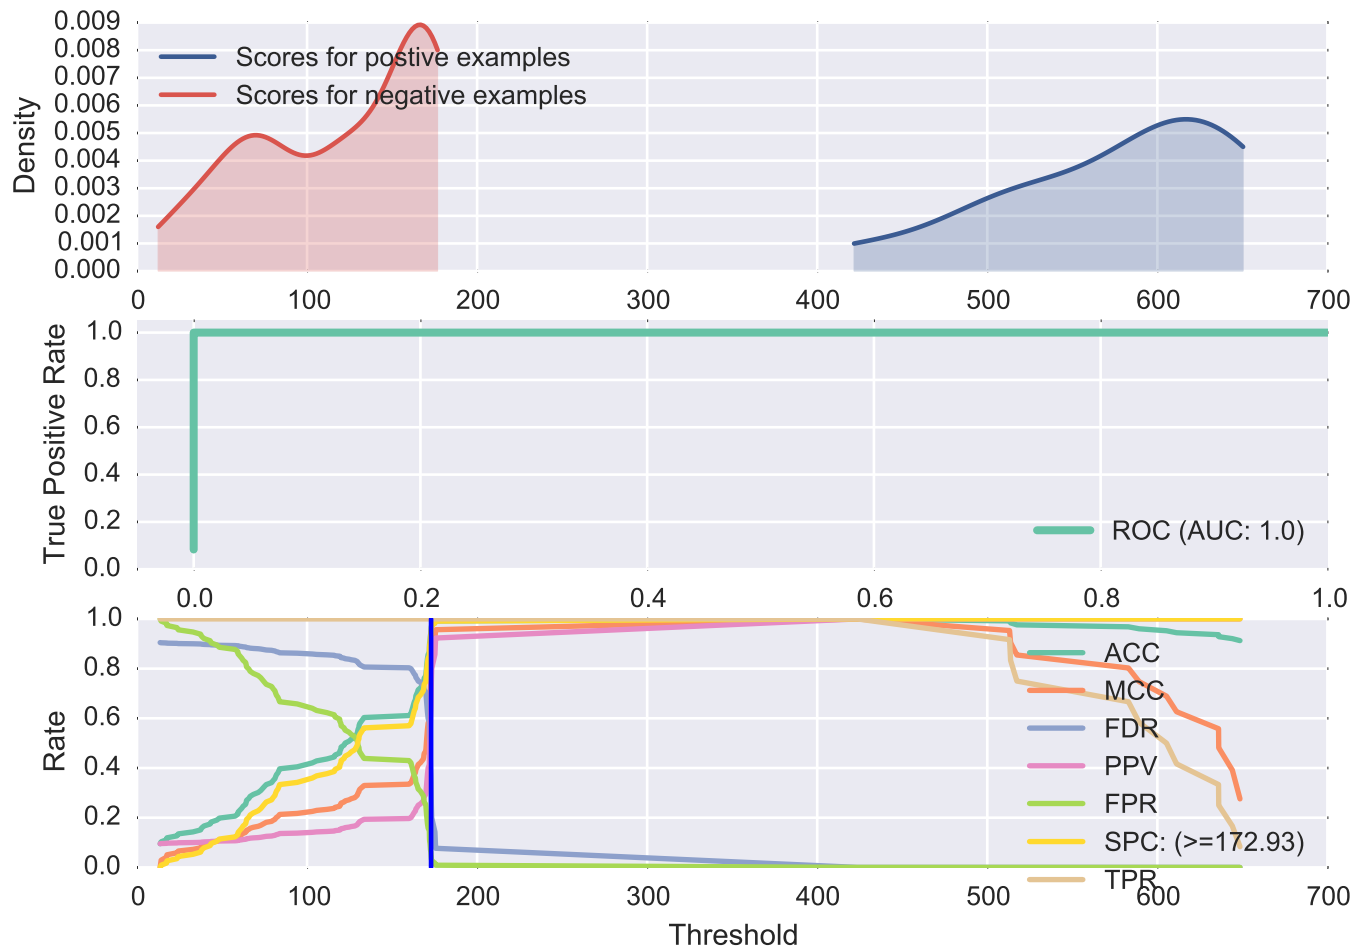 0.009
0.008
0.007
0.006
0.005
0.004
0.003
0.002
0.001
0.000
Density
Scores for postive examples
Scores for negative examples
0 100 200 300 400 500 600 700
1.0
0.8
0.6
0.4
0.2
0.0
True Positive Rate
ROC (AUC: 1.0)
0.0 0.2 0.4 0.6 0.8 1.0
1.0
0.8
0.6
0.4
0.2
0.0
Rate
ACC
MCC
FDR
PPV
FPR
SPC: (>=172.93)
TPR
0 100 200 300 400 500 600 700
Threshold